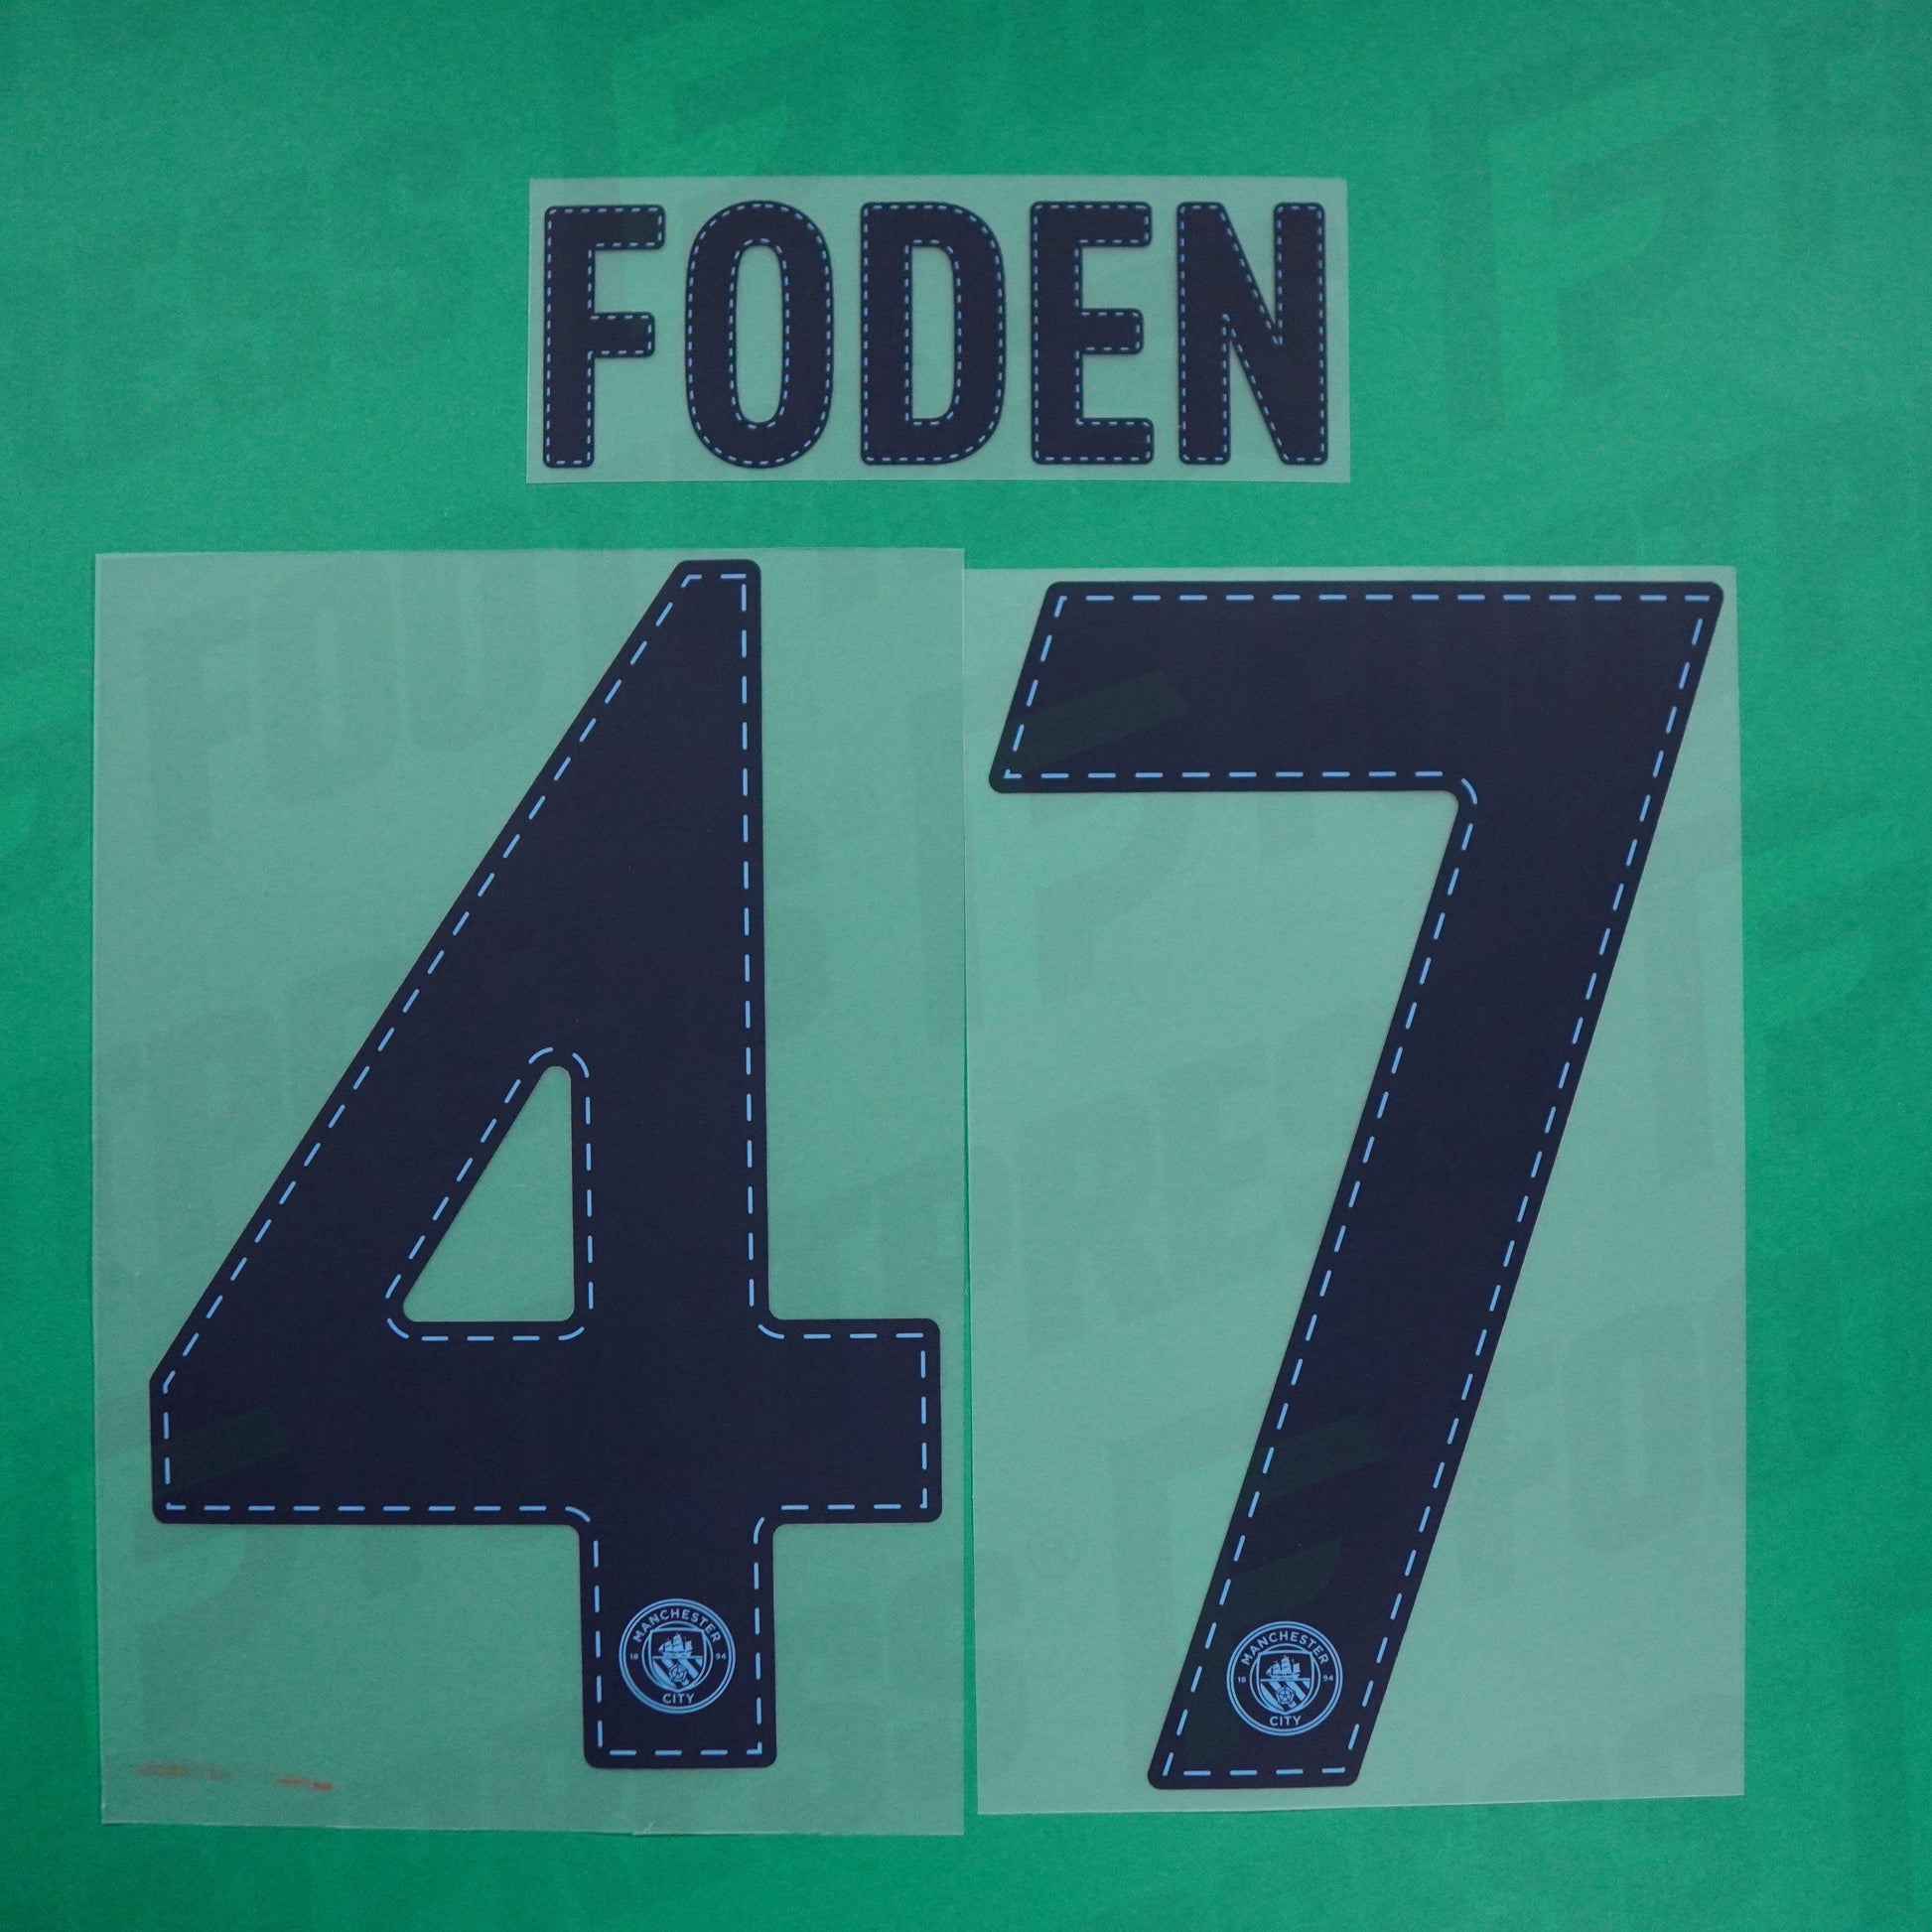 FODEN
47
MANCHESTER
18 94
CITY
MANCHESTER
18 94
CITY